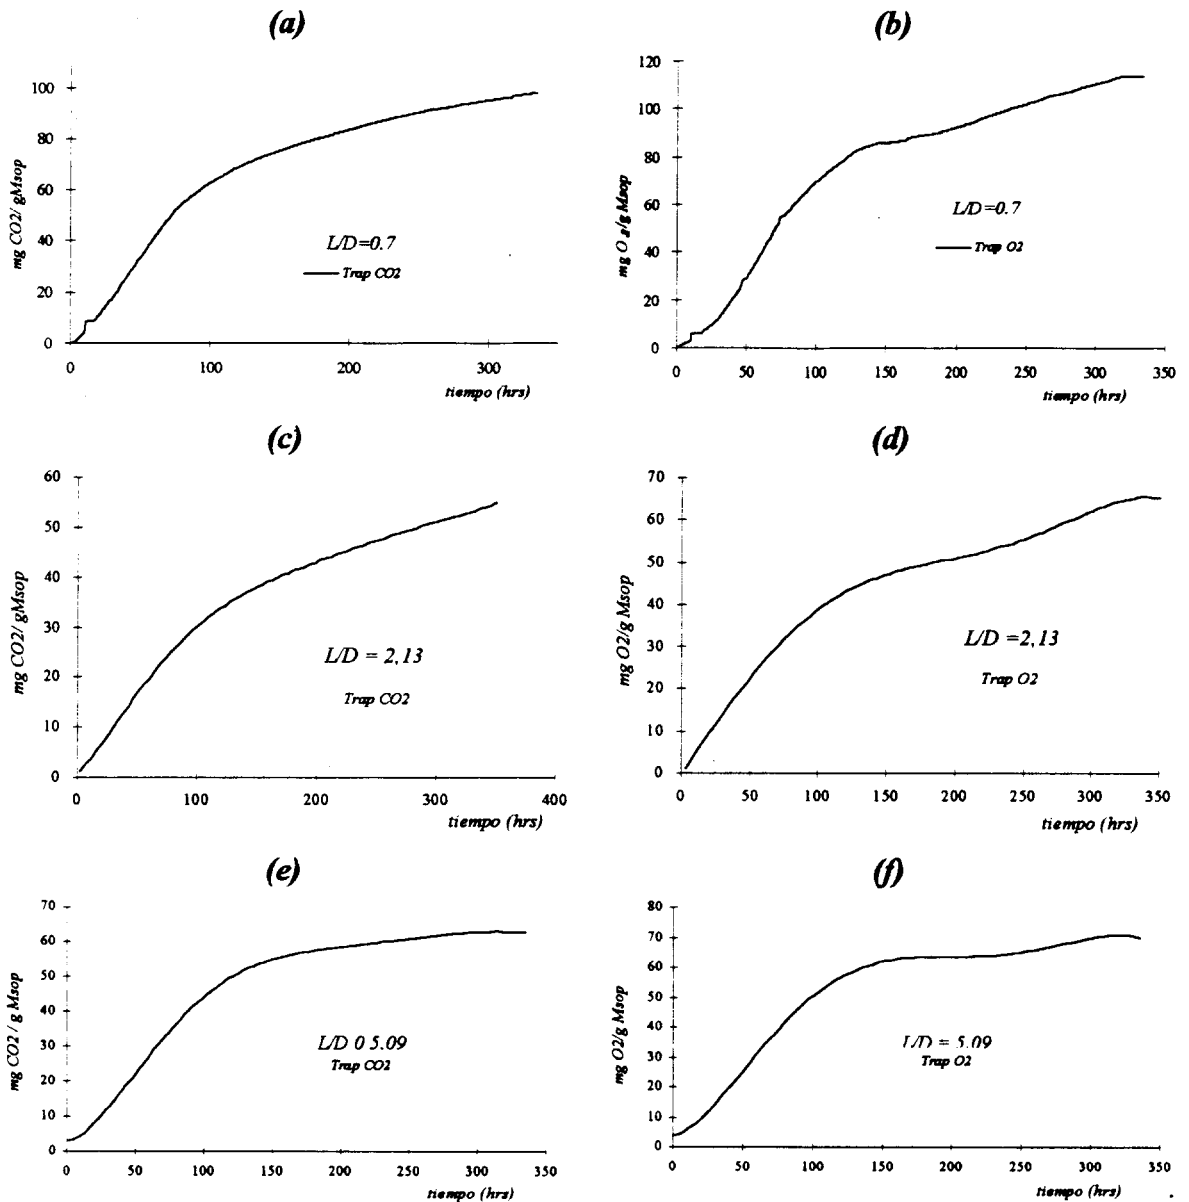 (a)
100
80
60
40
20
0
mg CO2/ gMsop
L/D=0.7
Trap CO2
0 100 200 300
tiempo (hrs)
(b)
120
100
80
60
40
20
0
mg O2/g Msop
L/D=0.7
Trap O2
0 50 100 150 200 250 300 350
tiempo (hrs)
(c)
60
50
40
30
20
10
0
mg CO2/ gMsop
L/D = 2,13
Trap CO2
0 100 200 300 400
tiempo (hrs)
(d)
70
60
50
40
30
20
10
0
mg O2/g Msop
L/D = 2,13
Trap O2
0 50 100 150 200 250 300 350
tiempo (hrs)
(e)
70
60
50
40
30
20
10
0
mg CO2 / g Msop
L/D 0 5.09
Trap CO2
0 50 100 150 200 250 300 350
tiempo (hrs)
(f)
80
70
60
50
40
30
20
10
0
mg O2/g Msop
L/D = 5.09
Trap O2
0 50 100 150 200 250 300 350
tiempo (hrs)